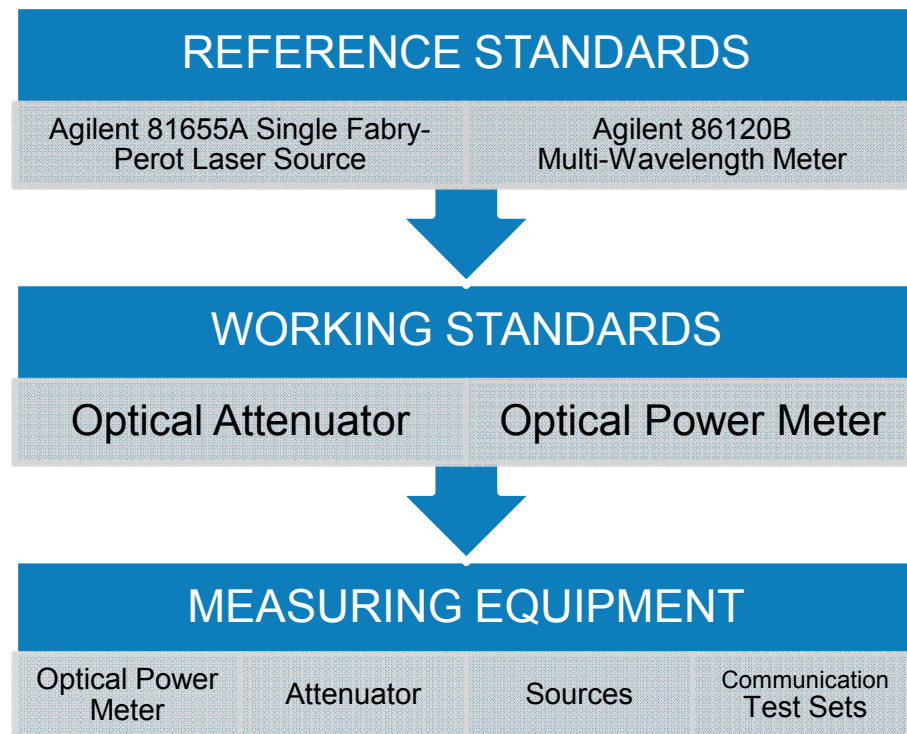 REFERENCE STANDARDS
Agilent 81655A Single Fabry-
Perot Laser Source
Agilent 86120B
Multi-Wavelength Meter
WORKING STANDARDS
Optical Attenuator
Optical Power Meter
MEASURING EQUIPMENT
Optical Power
Meter
Attenuator
Sources
Communication
Test Sets